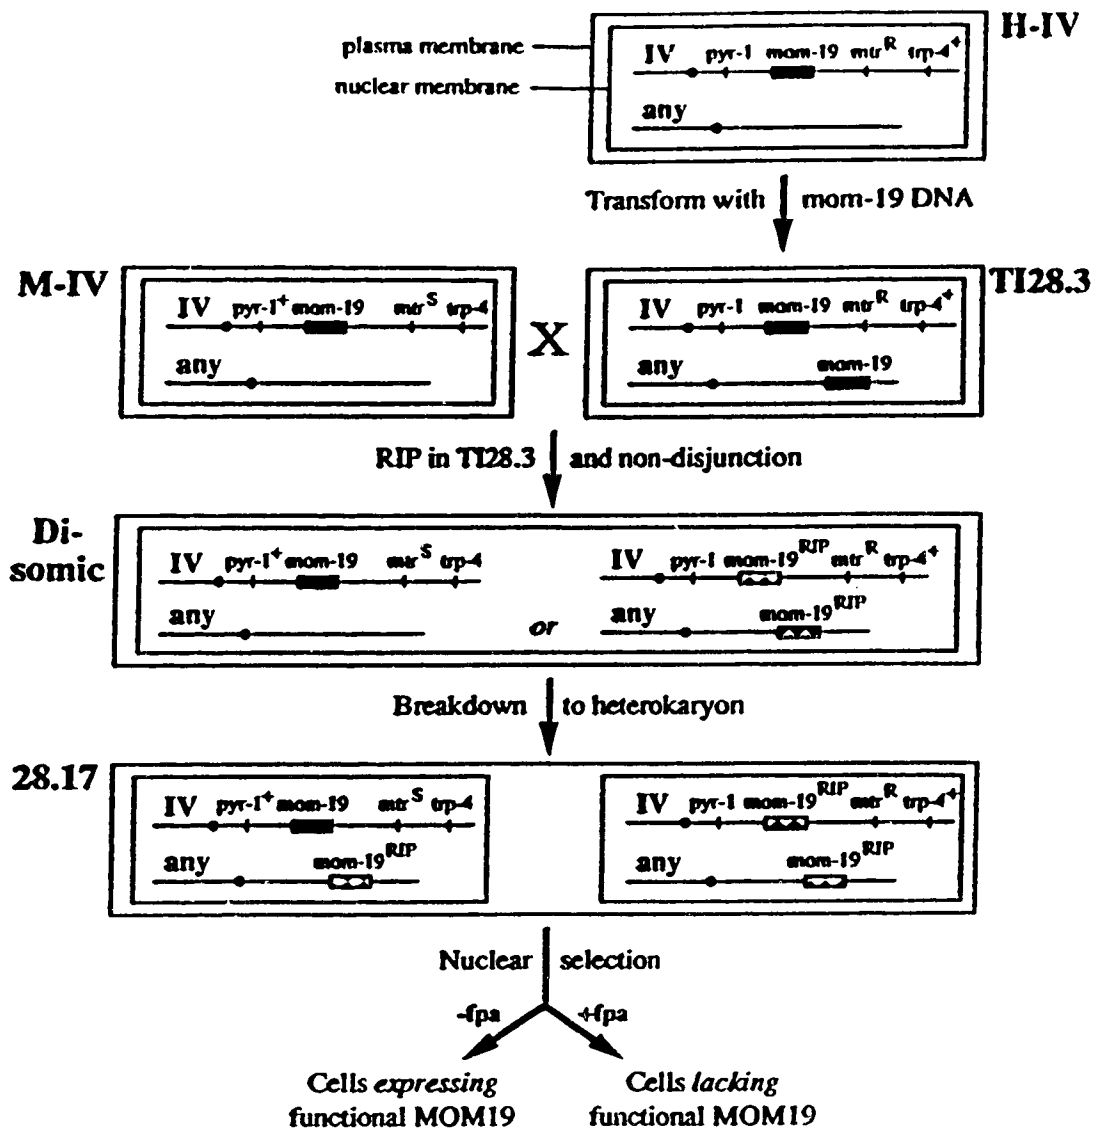 H-IV
plasma membrane
nuclear membrane
IV pyr-1 mom-19 mtr^R trp-4^+
any
Transform with mom-19 DNA
M-IV
IV pyr-1^+ mom-19 mtr^S trp-4
any
X
TI28.3
IV pyr-1 mom-19 mtr^R trp-4^+
any mom-19
RIP in TI28.3 and non-disjunction
Di-
somic
IV pyr-1^+ mom-19 mtr^S trp-4
any
or
IV pyr-1 mom-19^RIP mtr^R trp-4^+
any mom-19^RIP
Breakdown to heterokaryon
28.17
IV pyr-1^+ mom-19 mtr^S trp-4
any mom-19^RIP
IV pyr-1 mom-19^RIP mtr^R trp-4^+
any mom-19^RIP
Nuclear selection
-fpa +fpa
Cells expressing
functional MOM19
Cells lacking
functional MOM19